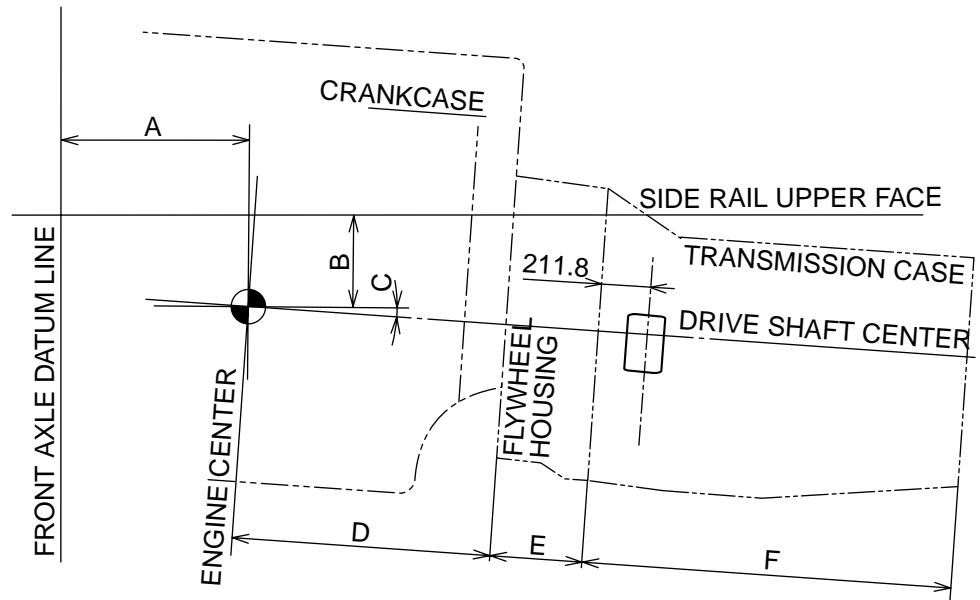 CRANKCASE
A
SIDE RAIL UPPER FACE
B
C
211.8
TRANSMISSION CASE
DRIVE SHAFT CENTER
FRONT AXLE DATUM LINE
ENGINE CENTER
FLYWHEEL
HOUSING
D
E
F